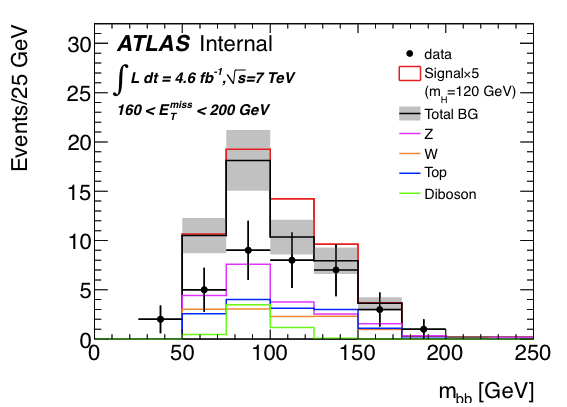 Events/25 GeV
30
25
20
15
10
5
0
ATLAS Internal
∫ L dt = 4.6 fb⁻¹,√s=7 TeV
160 < E_T^miss < 200 GeV
data
Signal×5
(m_H=120 GeV)
Total BG
Z
W
Top
Diboson
0 50 100 150 200 250
m_bb [GeV]